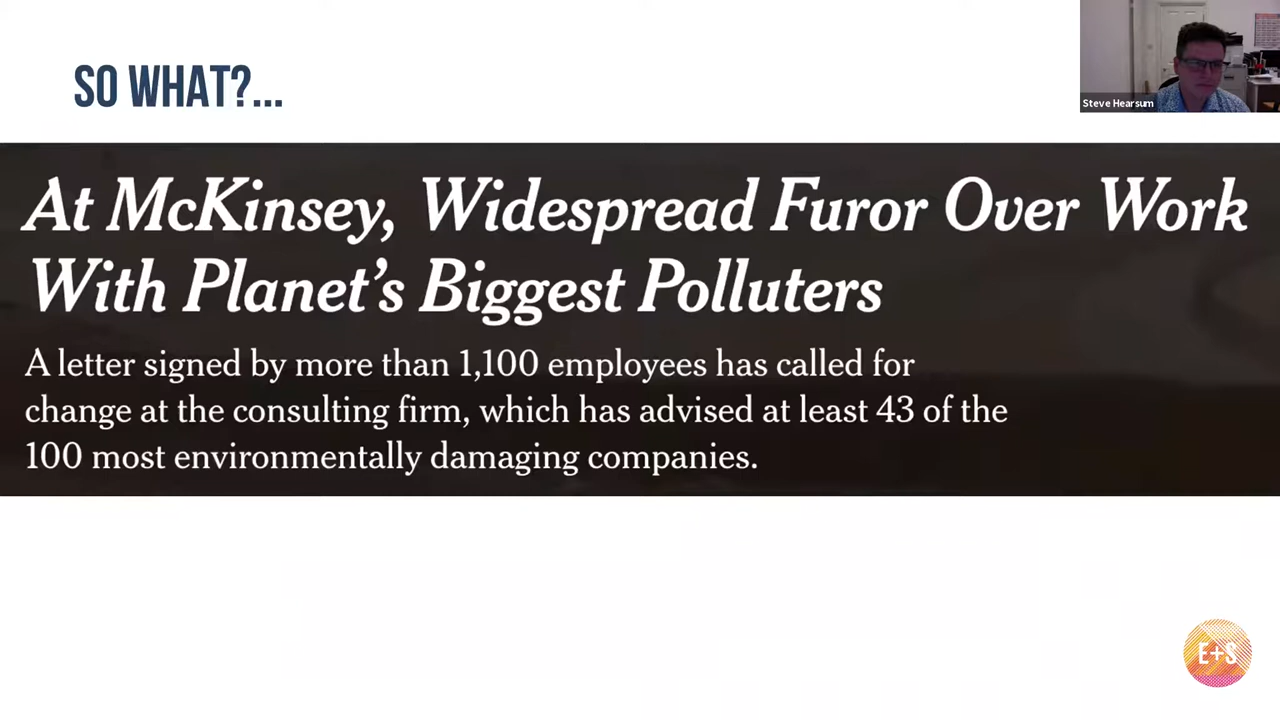 SO WHAT?...
Steve Hearsum
At McKinsey, Widespread Furor Over Work
With Planet’s Biggest Polluters
A letter signed by more than 1,100 employees has called for
change at the consulting firm, which has advised at least 43 of the
100 most environmentally damaging companies.
E+S